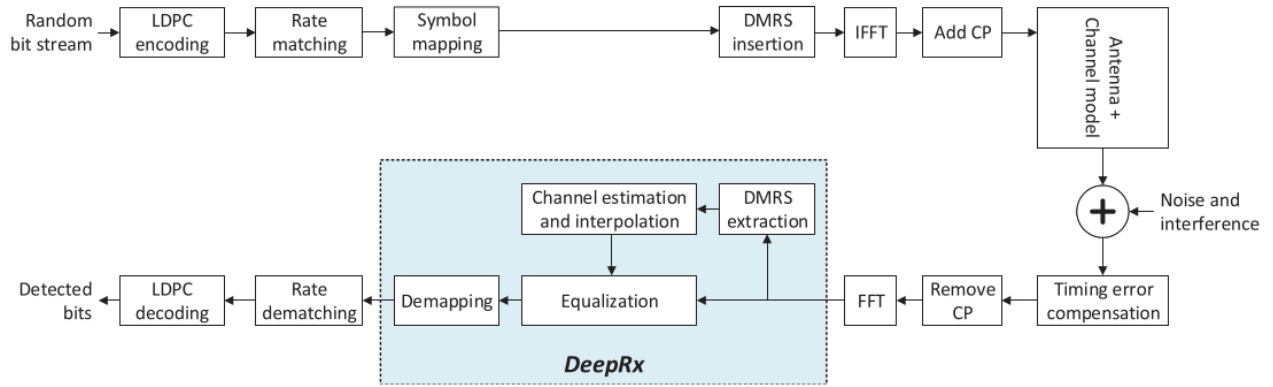 Random
bit stream
LDPC
encoding
Rate
matching
Symbol
mapping
DMRS
insertion
IFFT
Add CP
Antenna +
Channel model
Noise and
interference
Timing error
compensation
Remove
CP
FFT
DMRS
extraction
Channel estimation
and interpolation
Equalization
Demapping
DeepRx
Rate
dematching
LDPC
decoding
Detected
bits